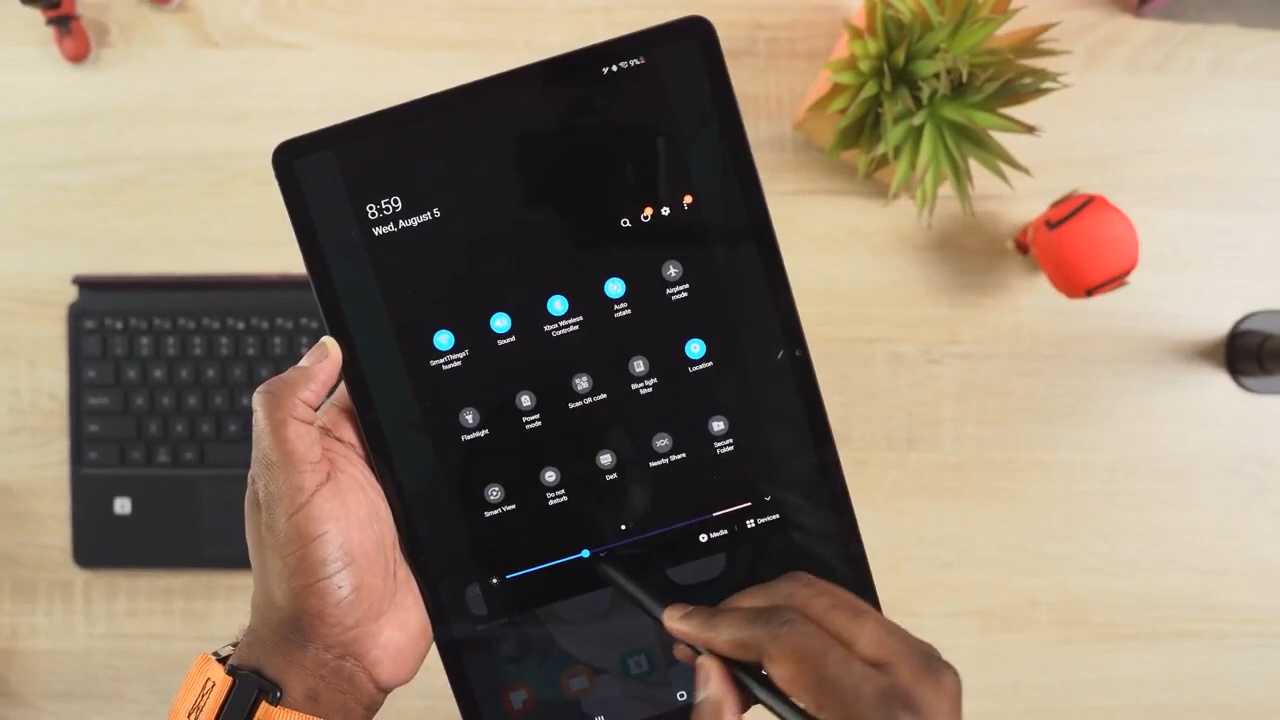 9%
8:59
Wed, August 5
SmartThingsT
hunder
Sound
Xbox Wireless
Controller
Auto
rotate
Airplane
mode
Flashlight
Power
mode
Scan QR code
Blue light
filter
Location
Smart View
Do not
disturb
DeX
Nearby Share
Secure
Folder
Media
Devices